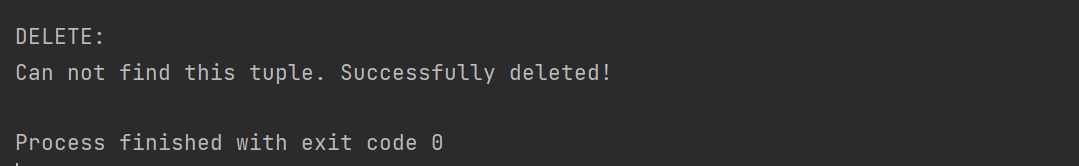 DELETE:
Can not find this tuple. Successfully deleted!
Process finished with exit code 0